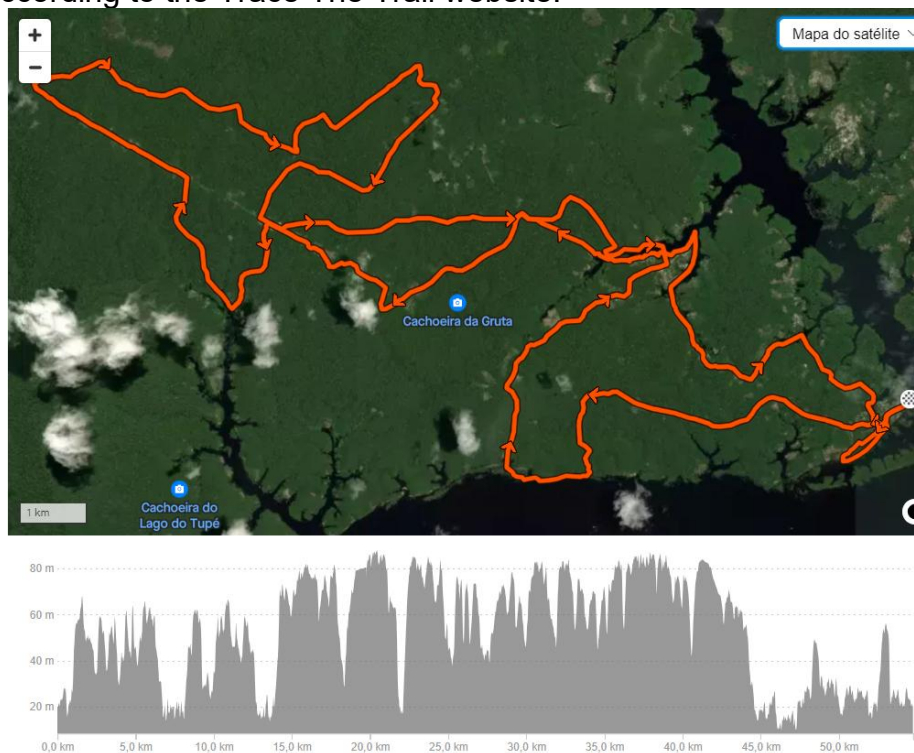 according to the Trace The Trail website.
+
Mapa do satélite
−
Cachoeira da Gruta
1 km
Cachoeira do
Lago do Tupé
80 m
60 m
40 m
20 m
0,0 km 5,0 km 10,0 km 15,0 km 20,0 km 25,0 km 30,0 km 35,0 km 40,0 km 45,0 km 50,0 km